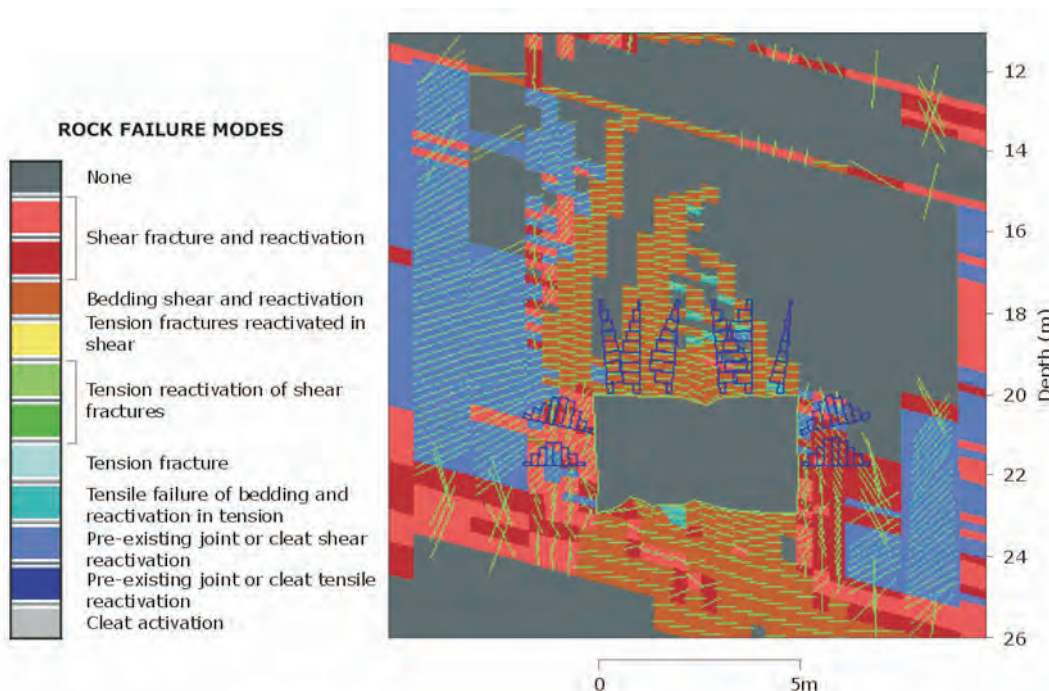 ROCK FAILURE MODES
None
Shear fracture and reactivation
Bedding shear and reactivation
Tension fractures reactivated in
shear
Tension reactivation of shear
fractures
Tension fracture
Tensile failure of bedding and
reactivation in tension
Pre-existing joint or cleat shear
reactivation
Pre-existing joint or cleat tensile
reactivation
Cleat activation
12
14
16
18
20
22
24
26
Depth (m)
0 5m